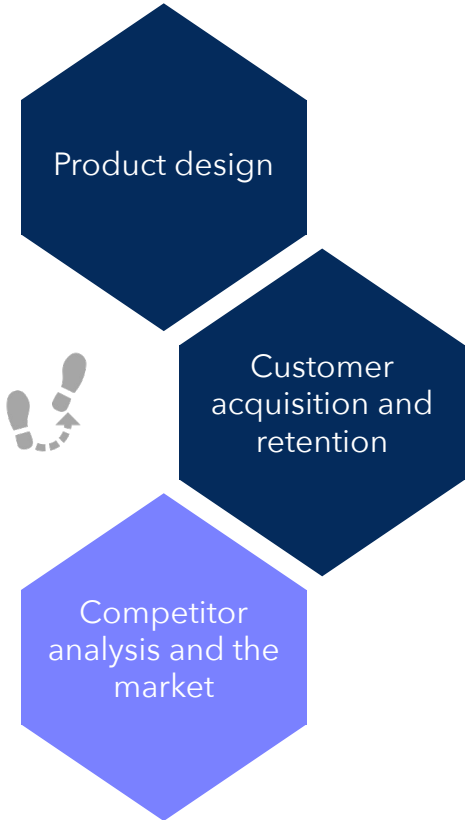 Product design
Customer
acquisition and
retention
Competitor
analysis and the
market